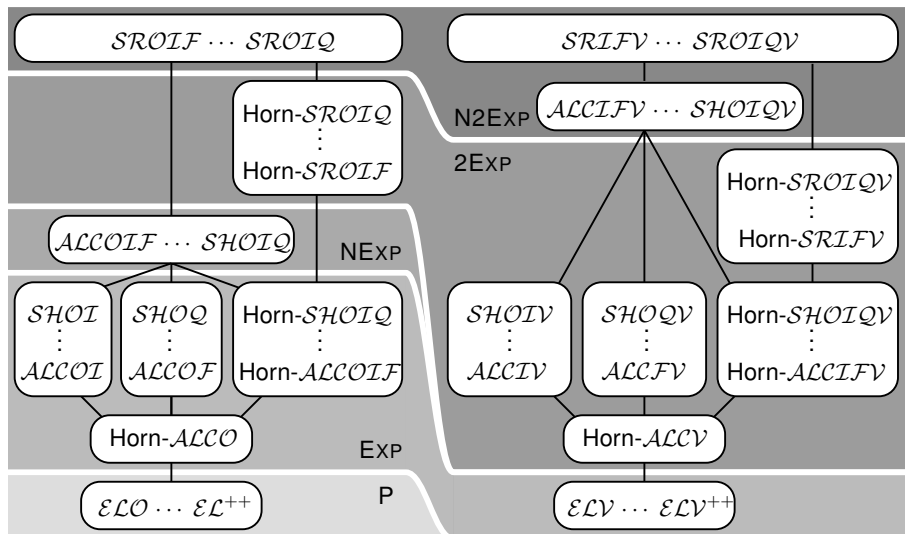 SROIF ··· SROIQ
Horn-SROIQ
⋮
Horn-SROIF
ALCOIF ··· SHOIQ
SHOI
⋮
ALCOI
SHOQ
⋮
ALCOF
Horn-SHOIQ
⋮
Horn-ALCOIF
Horn-ALCO
ELO ··· EL++
N2EXP
2EXP
NEXP
EXP
P
SRIFV ··· SROIQV
ALCIFV ··· SHOIQV
Horn-SROIQV
⋮
Horn-SRIFV
SHOIV
⋮
ALCIV
SHOQV
⋮
ALCFV
Horn-SHOIQV
⋮
Horn-ALCIFV
Horn-ALCV
ELV ··· ELV++